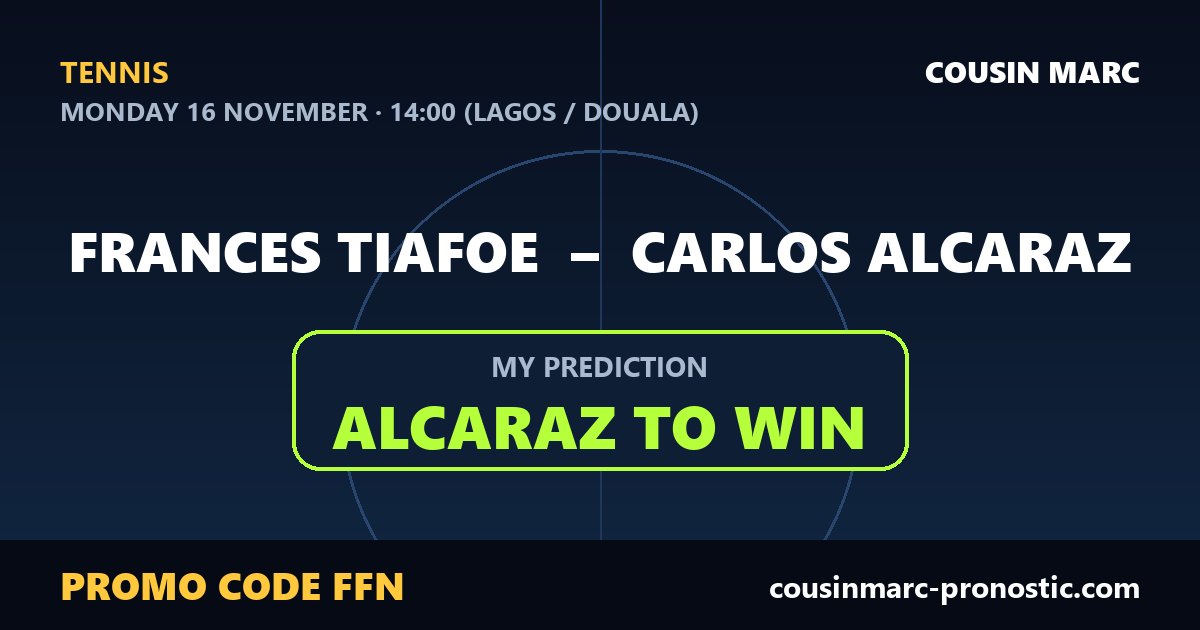 TENNIS
COUSIN MARC
MONDAY 16 NOVEMBER · 14:00 (LAGOS / DOUALA)
FRANCES TIAFOE – CARLOS ALCARAZ
MY PREDICTION
ALCARAZ TO WIN
PROMO CODE FFN
cousinmarc-pronostic.com